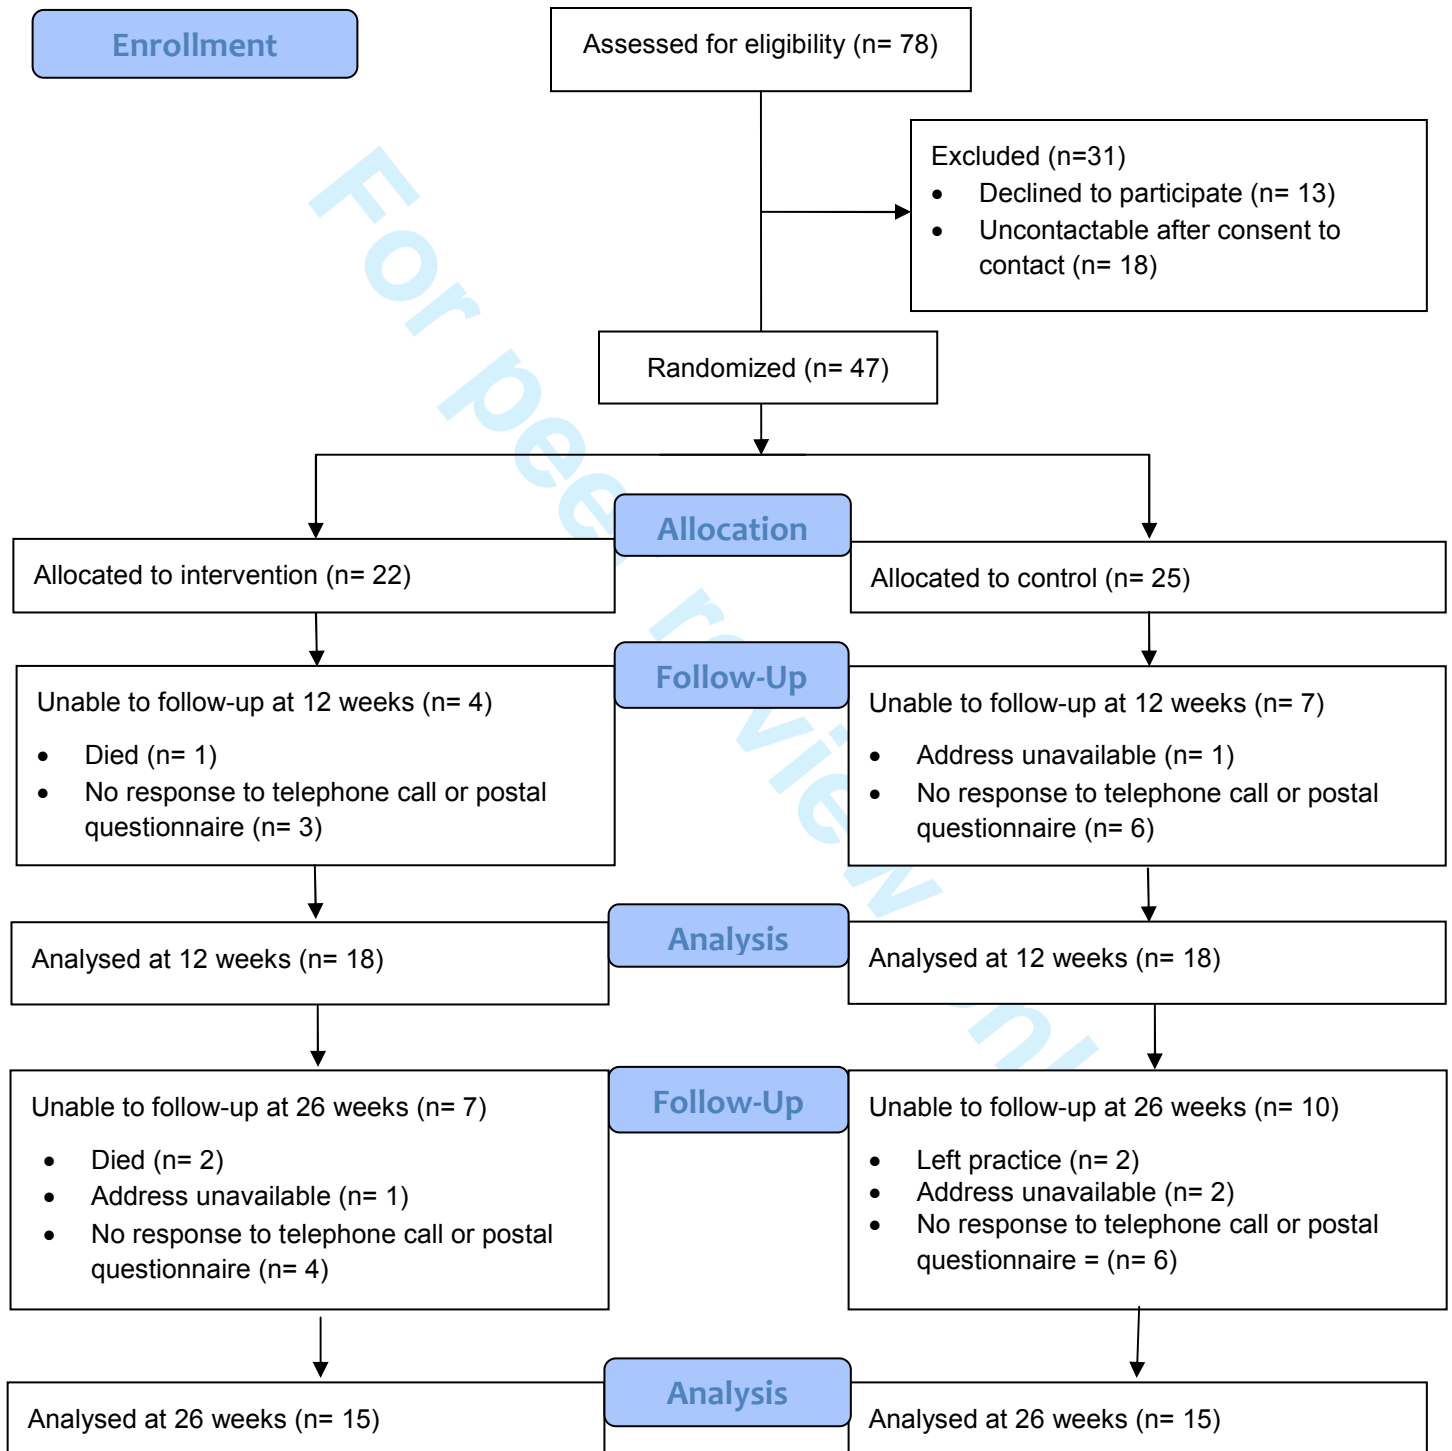 Enrollment
Assessed for eligibility (n= 78)
Excluded (n=31)
• Declined to participate (n= 13)
• Uncontactable after consent to
contact (n= 18)
Randomized (n= 47)
Allocation
Allocated to intervention (n= 22)
Allocated to control (n= 25)
Follow-Up
Unable to follow-up at 12 weeks (n= 4)
• Died (n= 1)
• No response to telephone call or postal
questionnaire (n= 3)
Unable to follow-up at 12 weeks (n= 7)
• Address unavailable (n= 1)
• No response to telephone call or postal
questionnaire (n= 6)
Analysis
Analysed at 12 weeks (n= 18)
Analysed at 12 weeks (n= 18)
Follow-Up
Unable to follow-up at 26 weeks (n= 7)
• Died (n= 2)
• Address unavailable (n= 1)
• No response to telephone call or postal
questionnaire (n= 4)
Unable to follow-up at 26 weeks (n= 10)
• Left practice (n= 2)
• Address unavailable (n= 2)
• No response to telephone call or postal
questionnaire = (n= 6)
Analysis
Analysed at 26 weeks (n= 15)
Analysed at 26 weeks (n= 15)
For peer review